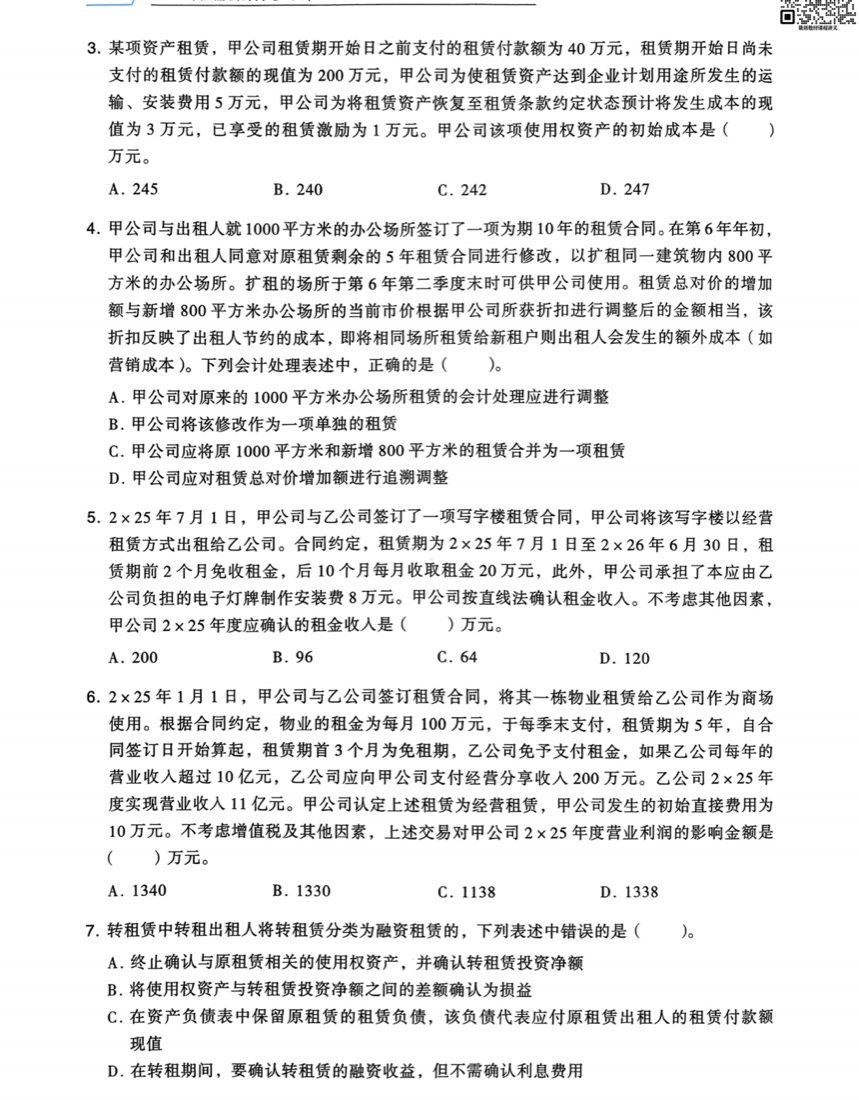 3. 某项资产租赁，甲公司租赁期开始日之前支付的租赁付款额为 40 万元，租赁期开始日尚未
支付的租赁付款额的现值为 200 万元，甲公司为使租赁资产达到企业计划用途所发生的运
输、安装费用 5 万元，甲公司为将租赁资产恢复至租赁条款约定状态预计将发生成本的现
值为 3 万元，已享受的租赁激励为 1 万元。甲公司该项使用权资产的初始成本是（　　）
万元。
A. 245　　B. 240　　C. 242　　D. 247
4. 甲公司与出租人就 1000 平方米的办公场所签订了一项为期 10 年的租赁合同。在第 6 年年初，
甲公司和出租人同意对原租赁剩余的 5 年租赁合同进行修改，以扩租同一建筑物内 800 平
方米的办公场所。扩租的场所于第 6 年第二季度末时可供甲公司使用。租赁总对价的增加
额与新增 800 平方米办公场所的当前市价根据甲公司所获折扣进行调整后的金额相当，该
折扣反映了出租人节约的成本，即将相同场所租赁给新租户则出租人会发生的额外成本（如
营销成本）。下列会计处理表述中，正确的是（　　）。
A. 甲公司对原来的 1000 平方米办公场所租赁的会计处理应进行调整
B. 甲公司将该修改作为一项单独的租赁
C. 甲公司应将原 1000 平方米和新增 800 平方米的租赁合并为一项租赁
D. 甲公司应对租赁总对价增加额进行追溯调整
5. 2×25 年 7 月 1 日，甲公司与乙公司签订了一项写字楼租赁合同，甲公司将该写字楼以经营
租赁方式出租给乙公司。合同约定，租赁期为 2×25 年 7 月 1 日至 2×26 年 6 月 30 日，租
赁期前 2 个月免收租金，后 10 个月每月收取租金 20 万元，此外，甲公司承担了本应由乙
公司负担的电子灯牌制作安装费 8 万元。甲公司按直线法确认租金收入。不考虑其他因素，
甲公司 2×25 年度应确认的租金收入是（　　）万元。
A. 200　　B. 96　　C. 64　　D. 120
6. 2×25 年 1 月 1 日，甲公司与乙公司签订租赁合同，将其一栋物业租赁给乙公司作为商场
使用。根据合同约定，物业的租金为每月 100 万元，于每季末支付，租赁期为 5 年，自合
同签订日开始算起，租赁期首 3 个月为免租期，乙公司免予支付租金，如果乙公司每年的
营业收入超过 10 亿元，乙公司应向甲公司支付经营分享收入 200 万元。乙公司 2×25 年
度实现营业收入 11 亿元。甲公司认定上述租赁为经营租赁，甲公司发生的初始直接费用为
10 万元。不考虑增值税及其他因素，上述交易对甲公司 2×25 年度营业利润的影响金额是
（　　）万元。
A. 1340　　B. 1330　　C. 1138　　D. 1338
7. 转租赁中转租出租人将转租赁分类为融资租赁的，下列表述中错误的是（　　）。
A. 终止确认与原租赁相关的使用权资产，并确认转租赁投资净额
B. 将使用权资产与转租赁投资净额之间的差额确认为损益
C. 在资产负债表中保留原租赁的租赁负债，该负债代表应付原租赁出租人的租赁付款额
现值
D. 在转租期间，要确认转租赁的融资收益，但不需确认利息费用